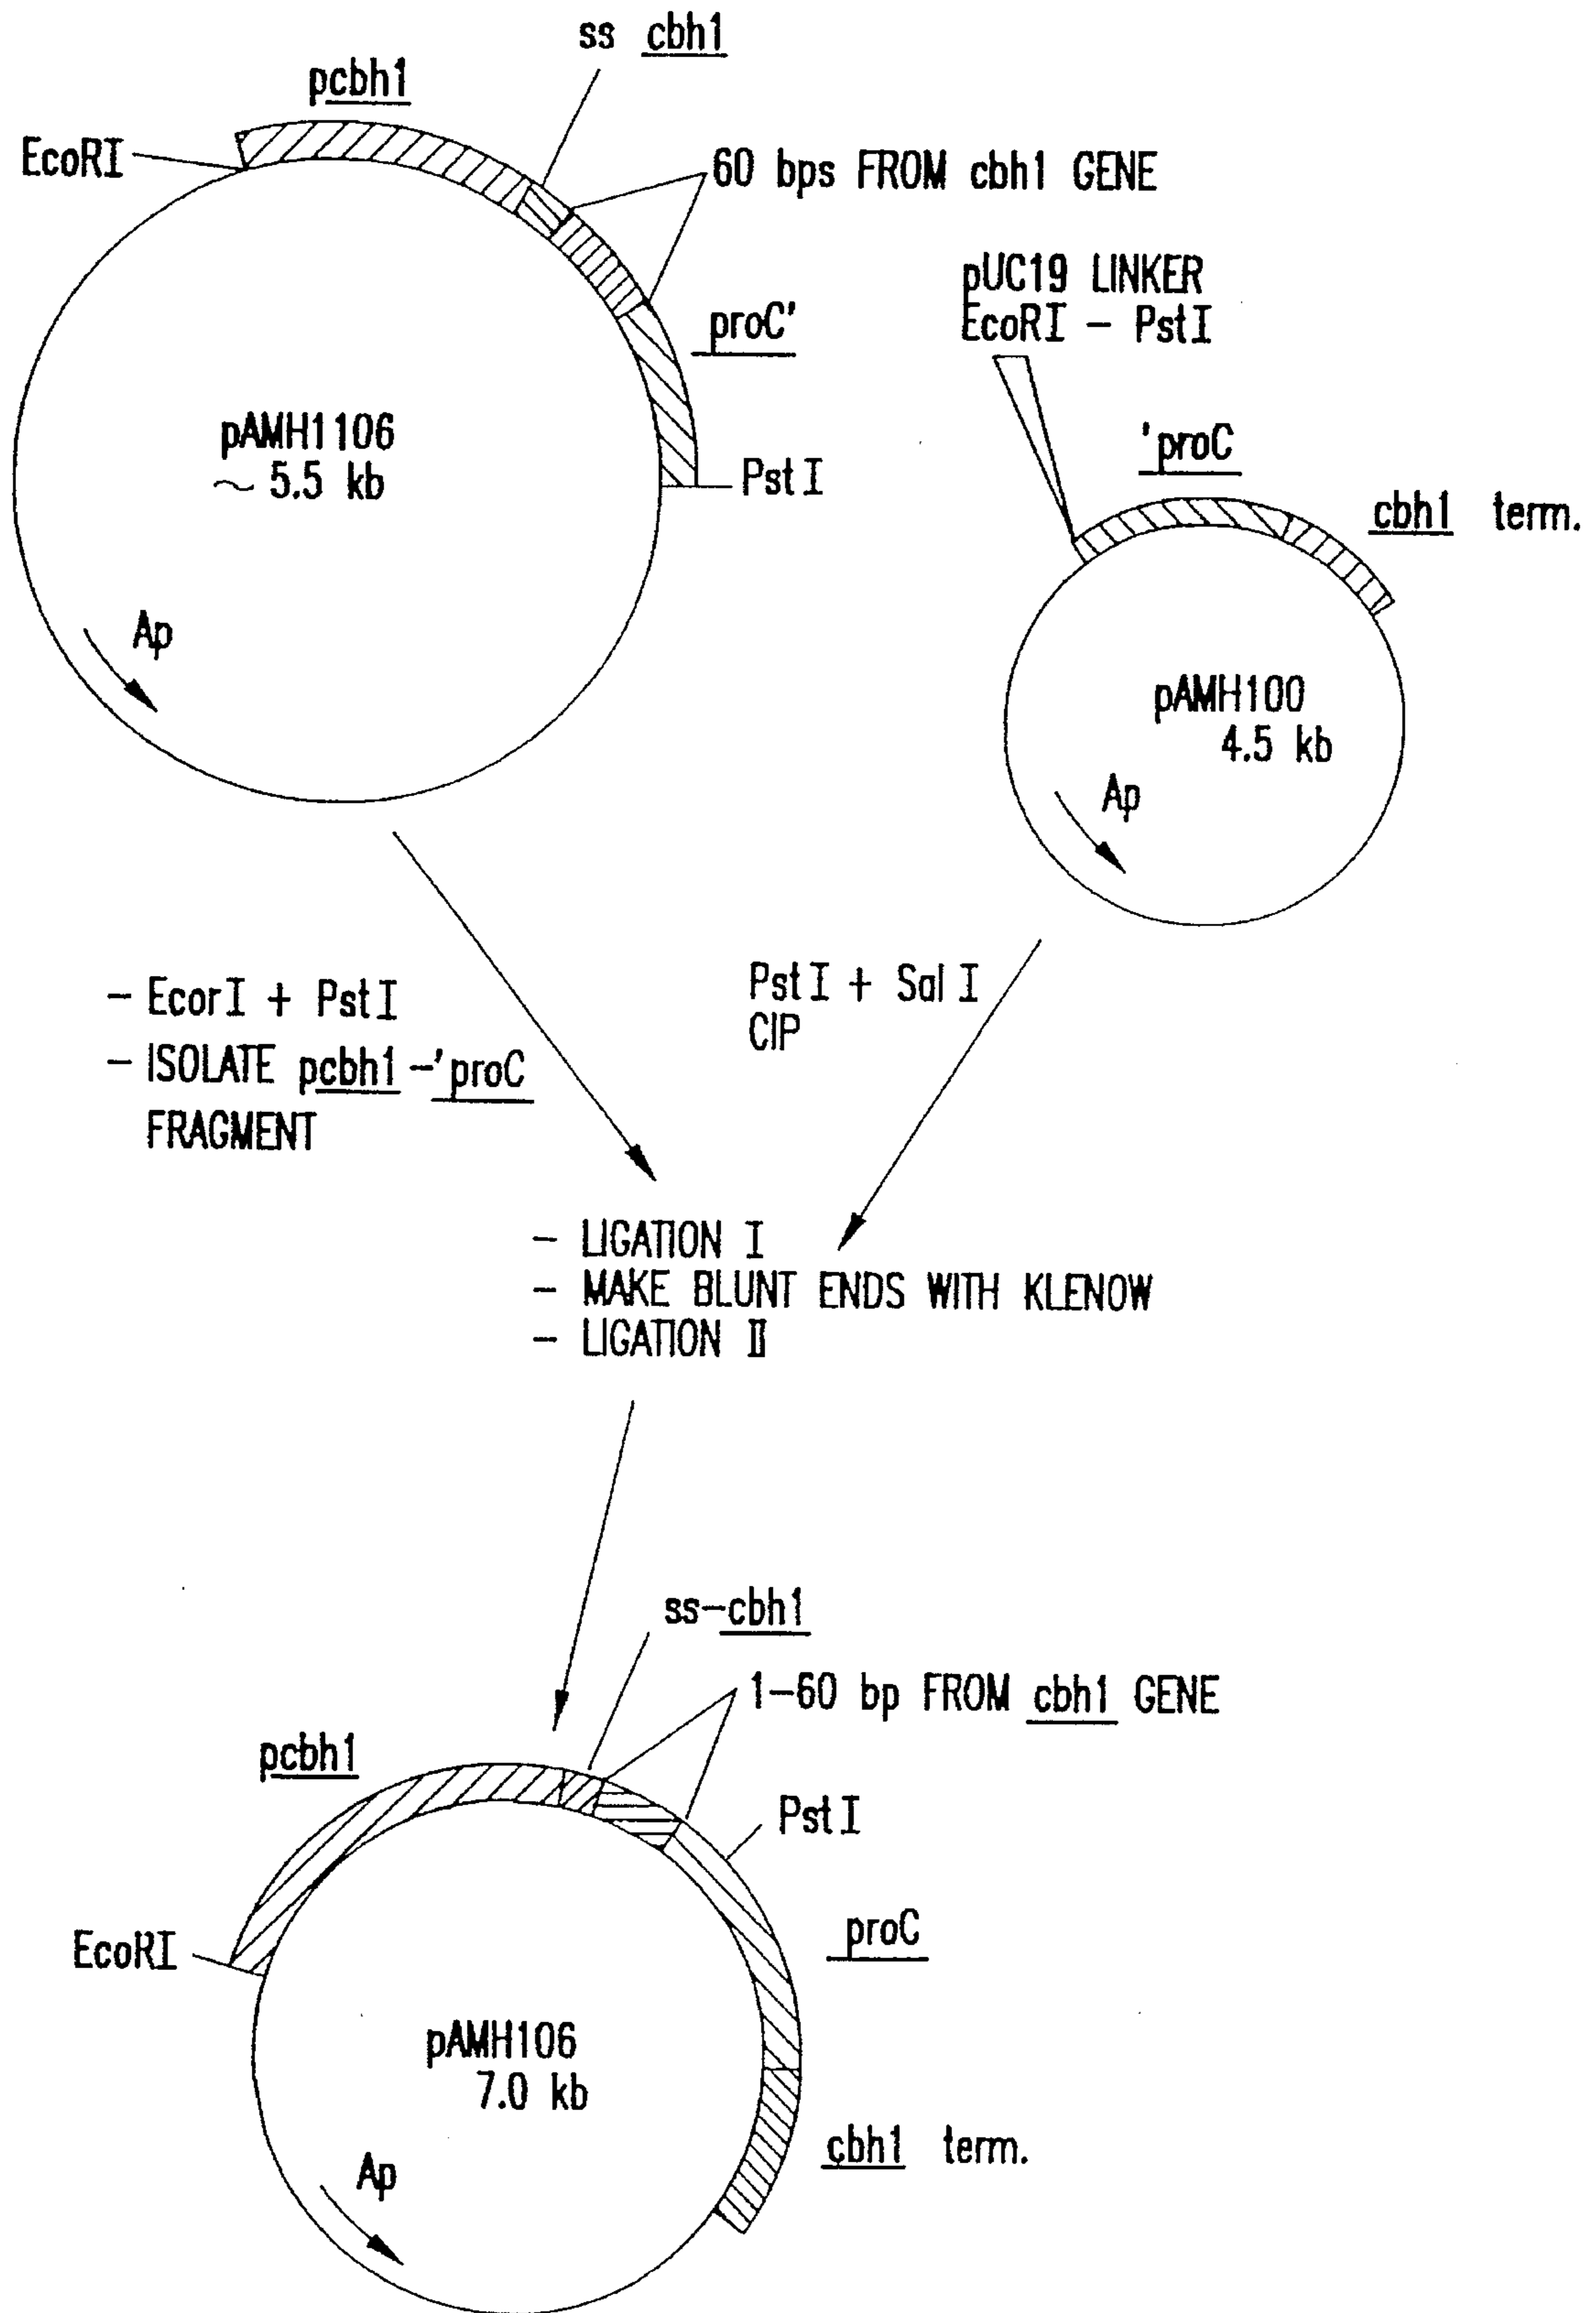 ss cbh1
pcbh1
EcoRI
60 bps FROM cbh1 GENE
proC'
pAMH1106
~ 5.5 kb
PstI
Ap
pUC19 LINKER
EcoRI - PstI
'proC
cbh1 term.
pAMH100
4.5 kb
Ap
- EcorI + PstI
- ISOLATE pcbh1-'proC
FRAGMENT
PstI + Sal I
CIP
- LIGATION I
- MAKE BLUNT ENDS WITH KLENOW
- LIGATION II
ss-cbh1
1-60 bp FROM cbh1 GENE
pcbh1
PstI
EcoRI
proC
pAMH106
7.0 kb
cbh1 term.
Ap